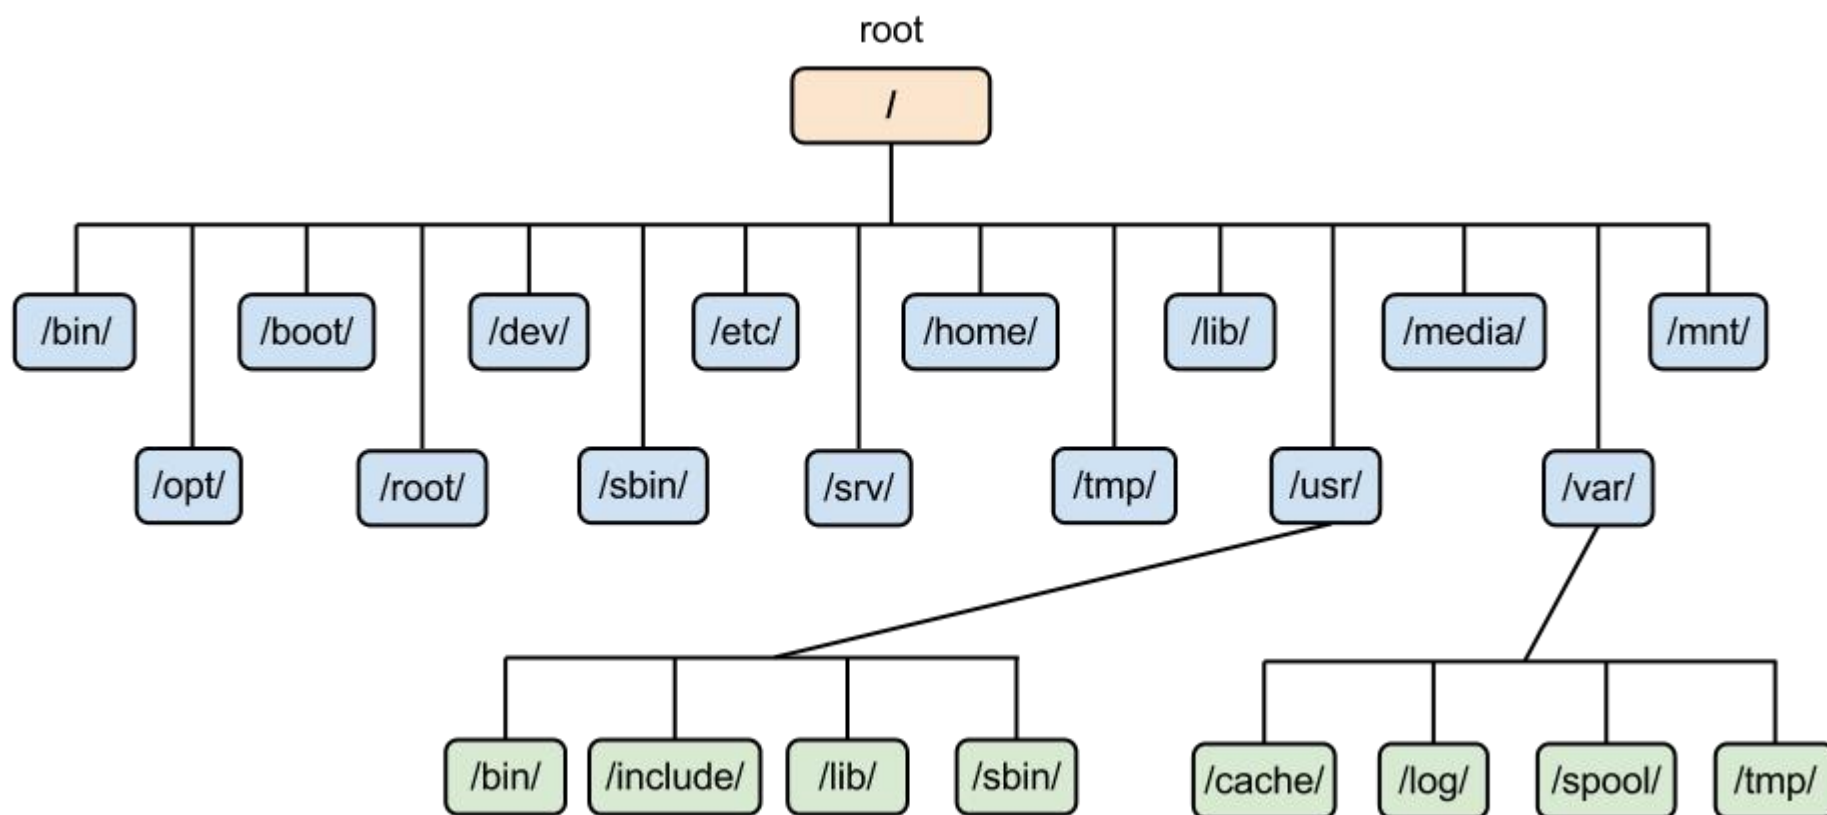 root
/
/bin/
/boot/
/dev/
/etc/
/home/
/lib/
/media/
/mnt/
/opt/
/root/
/sbin/
/srv/
/tmp/
/usr/
/var/
/bin/
/include/
/lib/
/sbin/
/cache/
/log/
/spool/
/tmp/